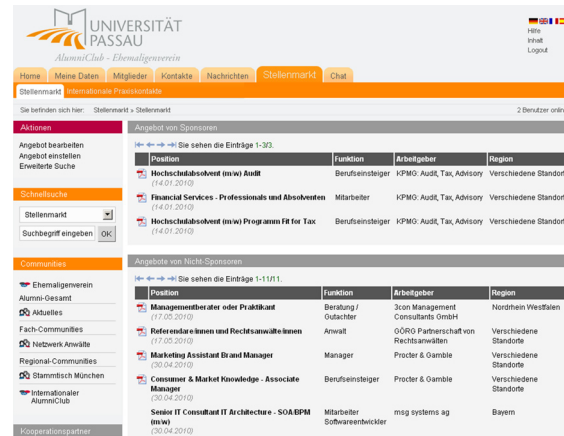 UNIVERSITÄT
PASSAU
AlumniClub - Ehemaligenverein
Hilfe
Inhalt
Logout
Home Meine Daten Mitglieder Kontakte Nachrichten Stellenmarkt Chat
Stellenmarkt Internationale Praxiskontakte
Sie befinden sich hier: Stellenmarkt » Stellenmarkt 2 Benutzer onlin
Aktionen
Angebot bearbeiten
Angebot einstellen
Erweiterte Suche
Schnellsuche
Stellenmarkt
Suchbegriff eingeben OK
Communities
Ehemaligenverein
Alumni-Gesamt
Aktuelles
Fach-Communities
Netzwerk Anwälte
Regional-Communities
Stammtisch München
Internationaler
AlumniClub
Kooperationspartner
Angebot von Sponsoren
Sie sehen die Einträge 1-3/3.
Position Funktion Arbeitgeber Region
Hochschulabsolvent (m/w) Audit Berufseinsteiger KPMG: Audit, Tax, Advisory Verschiedene Standort
(14.01.2010)
Financial Services - Professionals und Absolventen Mitarbeiter KPMG: Audit, Tax, Advisory Verschiedene Standort
(14.01.2010)
Hochschulabsolvent (m/w) Programm Fit for Tax Berufseinsteiger KPMG: Audit, Tax, Advisory Verschiedene Standort
(14.01.2010)
Angebote von Nicht-Sponsoren
Sie sehen die Einträge 1-11/11.
Position Funktion Arbeitgeber Region
Managementberater oder Praktikant Beratung / 3con Management Nordrhein Westfalen
(17.05.2010) Gutachter Consultants GmbH
Referendare/innen und Rechtsanwälte/innen Anwalt GÖRG Partnerschaft von Verschiedene
(17.05.2010) Rechtsanwälten Standorte
Marketing Assistant Brand Manager Manager Procter & Gamble Verschiedene
(30.04.2010) Standorte
Consumer & Market Knowledge - Associate Berufseinsteiger Procter & Gamble Verschiedene
Manager Standorte
(30.04.2010)
Senior IT Consultant IT Architecture - SOA/BPM Mitarbeiter msg systems ag Bayern
(m/w) Softwareentwickler
(30.04.2010)